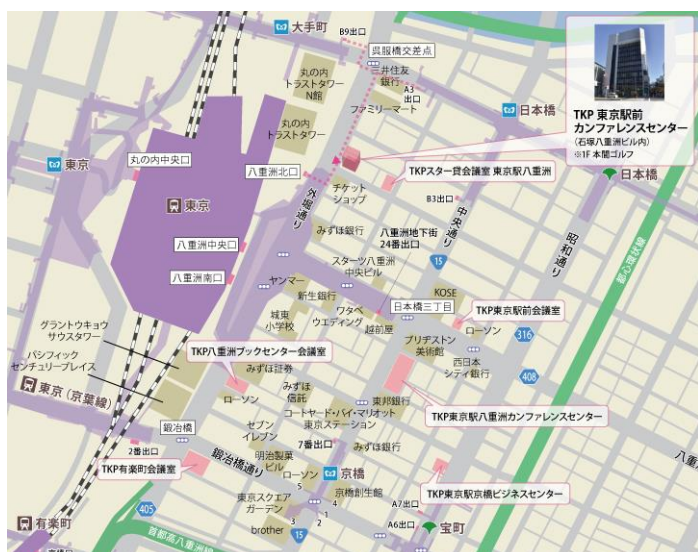 大手町
B9出口
呉服橋交差点
丸の内
トラストタワー
N館
三井住友
銀行
A3
出口
ファミリーマート
日本橋
TKP 東京駅前
カンファレンスセンター
(石塚八重洲ビル内)
※1F 本間ゴルフ
丸の内
トラストタワー
東京
丸の内中央口
八重洲北口
TKPスター貸会議室 東京駅八重洲
日本橋
チケット
ショップ
B3出口
東京
外堀通り
中央通り
昭和通り
都心環状線
みずほ銀行
八重洲地下街
24番出口
八重洲中央口
スターツ八重洲
中央ビル
15
八重洲南口
ヤンマー
新生銀行
KOSE
ワタベ
ウエディング
日本橋三丁目
TKP東京駅前会議室
城東
小学校
越前屋
ローソン
316
グラントウキョウ
サウスタワー
ブリヂストン
美術館
TKP八重洲ブックセンター会議室
パシフィック
センチュリープレイス
西日本
シティ銀行
408
みずほ証券
東京 (京葉線)
みずほ
信託
ローソン
東邦銀行
コートヤード・バイ・マリオット
東京ステーション
TKP東京駅八重洲カンファレンスセンター
鍛冶橋
セブン
イレブン
7番出口
みずほ銀行
2番出口
鍛冶橋通り
明治製菓
ビル
TKP有楽町会議室
ローソン
京橋
八重
5
京橋創生館
TKP東京駅京橋ビジネスセンター
405
東京スクエア
ガーデン
4
A7出口
1
2
3
有楽町
A6出口
宝町
brother
15
首都高八重洲線